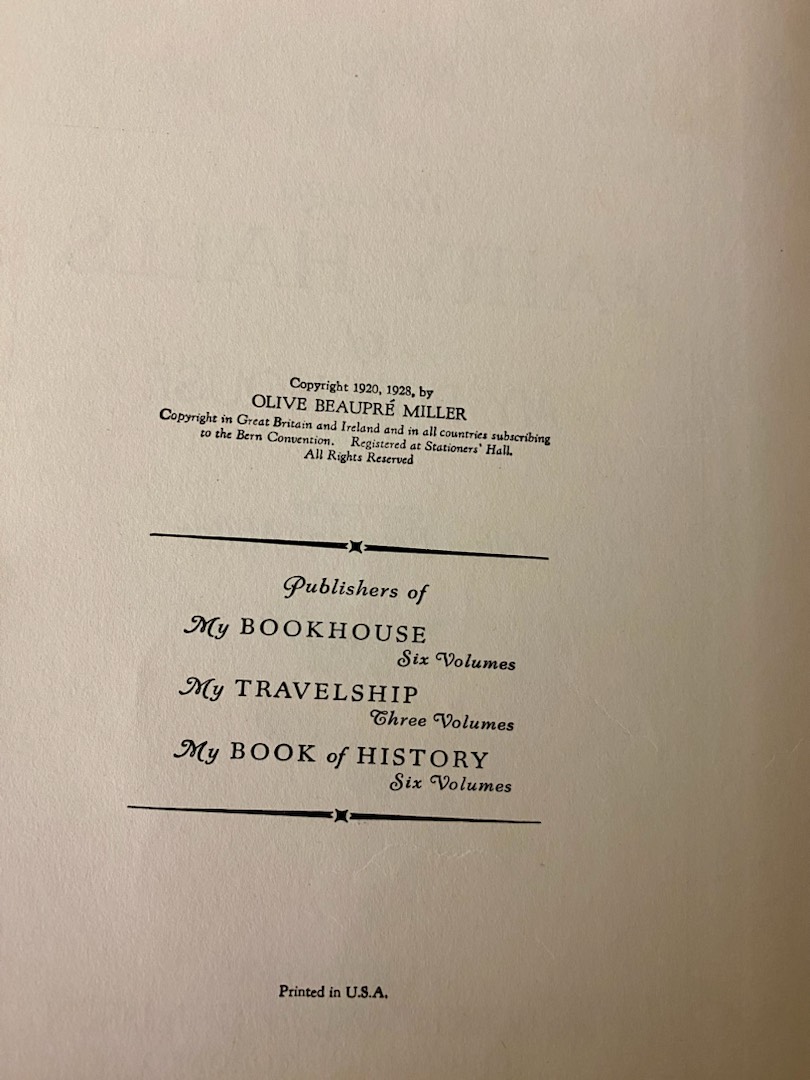 Copyright 1920, 1928, by
OLIVE BEAUPRÉ MILLER
Copyright in Great Britain and Ireland and in all countries subscribing
to the Bern Convention. Registered at Stationers' Hall.
All Rights Reserved
Publishers of
My BOOKHOUSE
Six Volumes
My TRAVELSHIP
Three Volumes
My BOOK of HISTORY
Six Volumes
Printed in U.S.A.